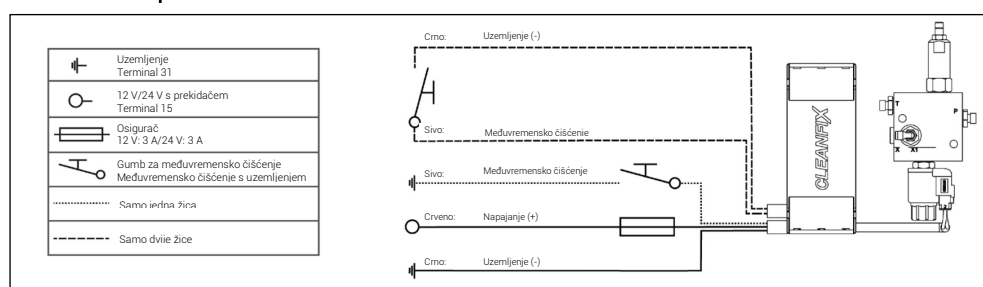 Uzemljenje
Terminal 31
12 V/24 V s prekidačem
Terminal 15
Osigurač
12 V: 3 A/24 V: 3 A
Gumb za međuvremensko čišćenje
Međuvremensko čišćenje s uzemljenjem
Samo jedna žica
Samo dvije žice
Crno: Uzemljenje (-)
Sivo: Međuvremensko čišćenje
Sivo: Međuvremensko čišćenje
Crveno: Napajanje (+)
Crno: Uzemljenje (-)
CLEANFIX
T
P
X X1